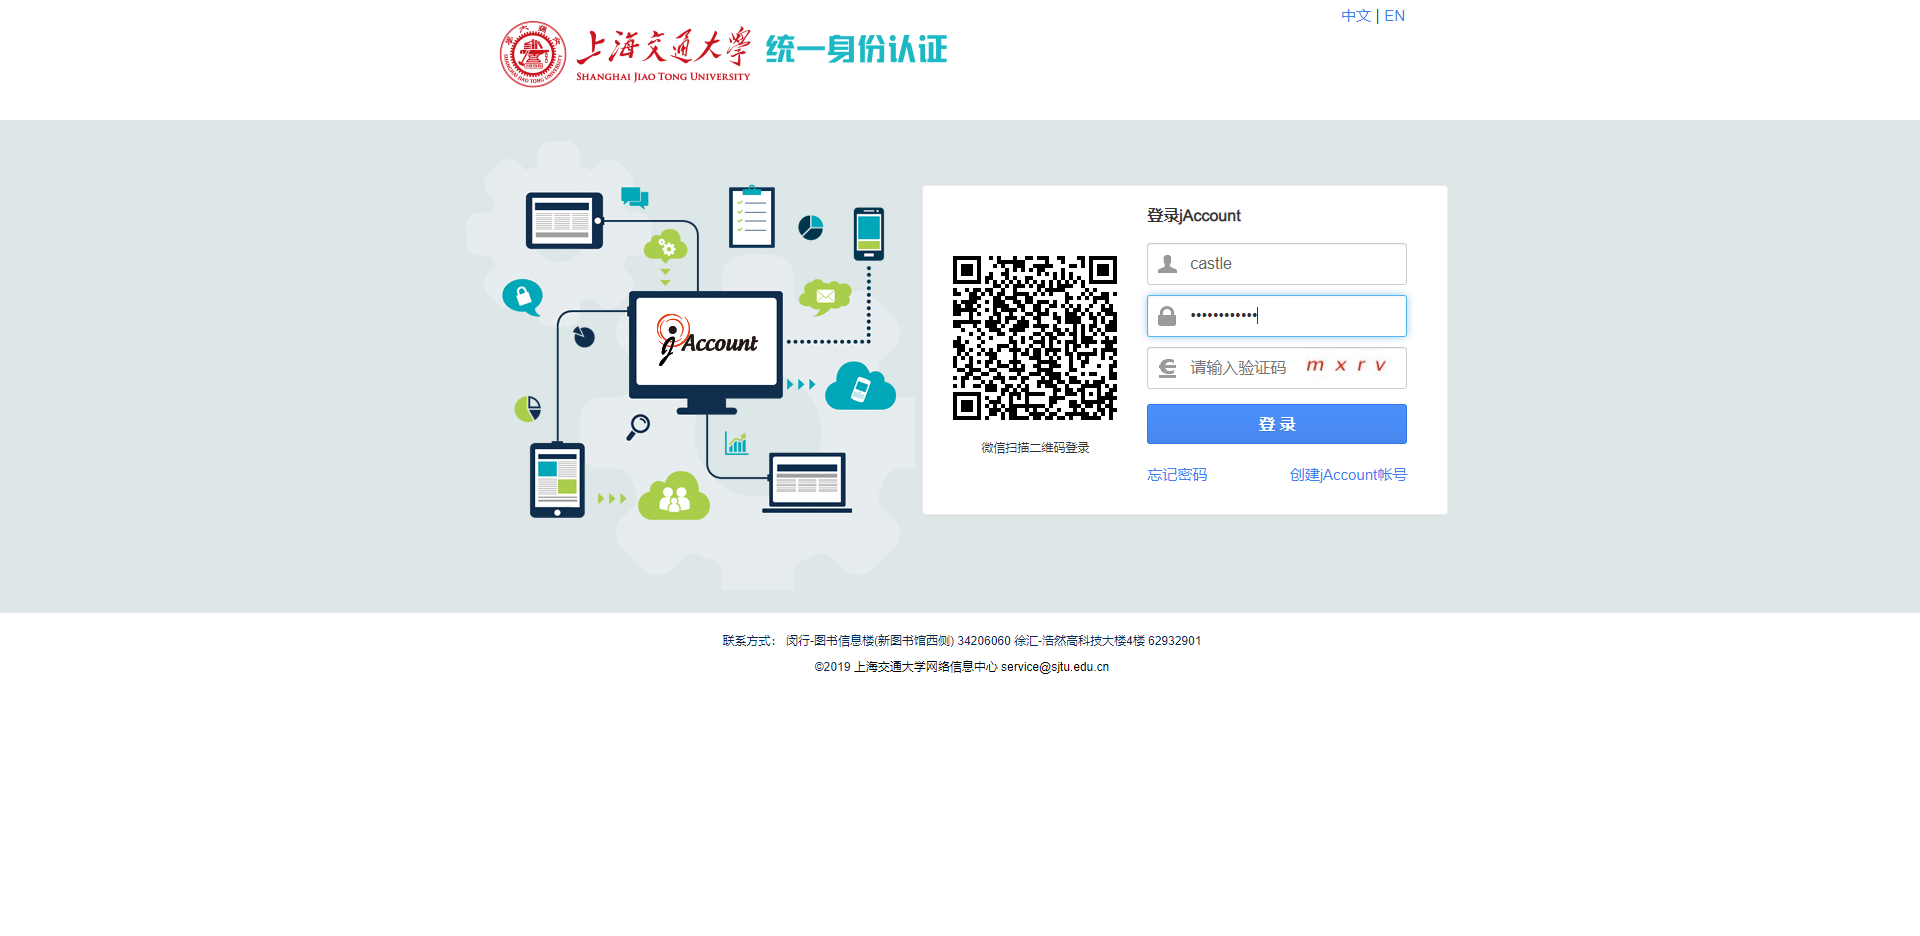 中文 | EN
上海交通大学 统一身份认证
SHANGHAI JIAO TONG UNIVERSITY
登录jAccount
castle
••••••••••••
请输入验证码 m x r v
登 录
忘记密码 创建jAccount帐号
微信扫描二维码登录
jAccount
联系方式： 闵行-图书信息楼(新图书馆西侧) 34206060 徐汇-浩然高科技大楼4楼 62932901
©2019 上海交通大学网络信息中心 service@sjtu.edu.cn